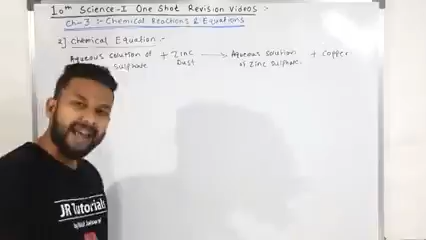 10th Science-I One Shot Revision Videos :-
Ch-3 :- Chemical Reactions & Equations
2] Chemical Equation :-
Aqueous solution of + Zinc → Aqueous solution + Copper
sulphate Dust of zinc sulphate.
JR Tutorials